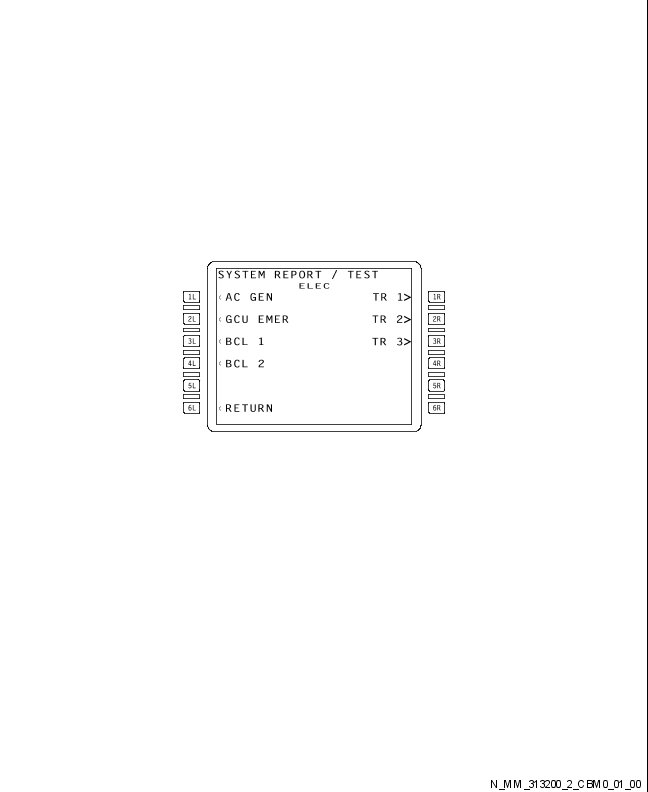 SYSTEM REPORT / TEST
ELEC
1L <AC GEN TR 1> 1R
2L <GCU EMER TR 2> 2R
3L <BCL 1 TR 3> 3R
4L <BCL 2 4R
5L 5R
6L <RETURN 6R
N_MM_313200_2_CBM0_01_00